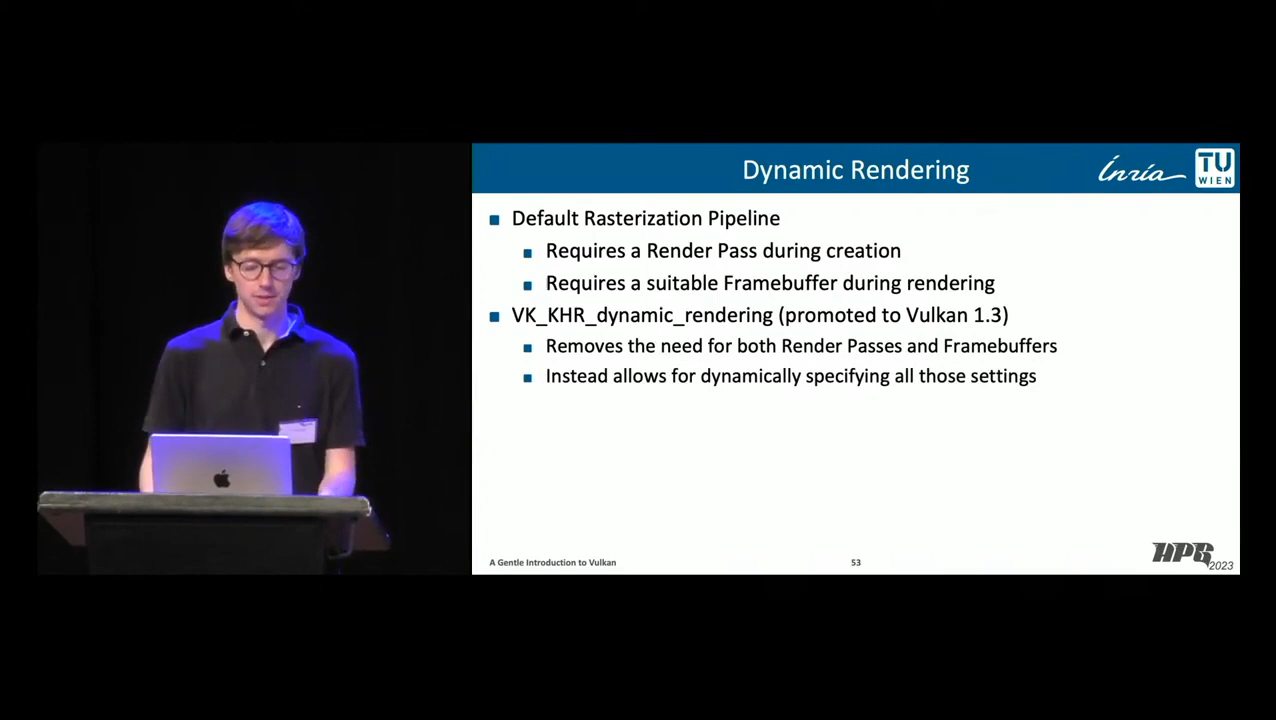 Dynamic Rendering
Inria
TU
WIEN
Default Rasterization Pipeline
Requires a Render Pass during creation
Requires a suitable Framebuffer during rendering
VK_KHR_dynamic_rendering (promoted to Vulkan 1.3)
Removes the need for both Render Passes and Framebuffers
Instead allows for dynamically specifying all those settings
A Gentle Introduction to Vulkan
53
HPG
2023